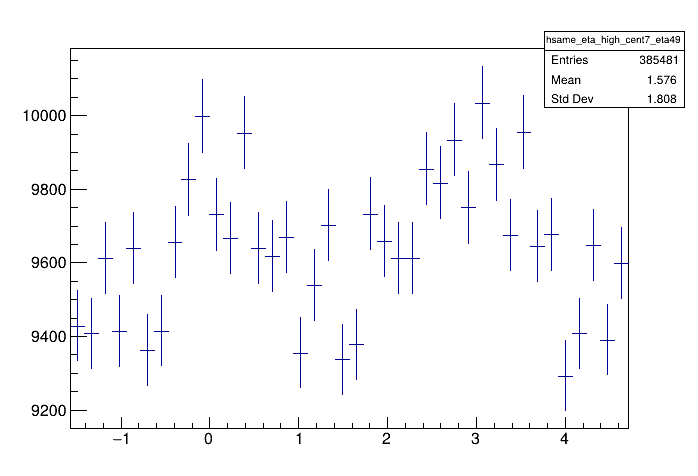 hsame_eta_high_cent7_eta49
Entries 385481
Mean 1.576
Std Dev 1.808
10000
9800
9600
9400
9200
−1 0 1 2 3 4